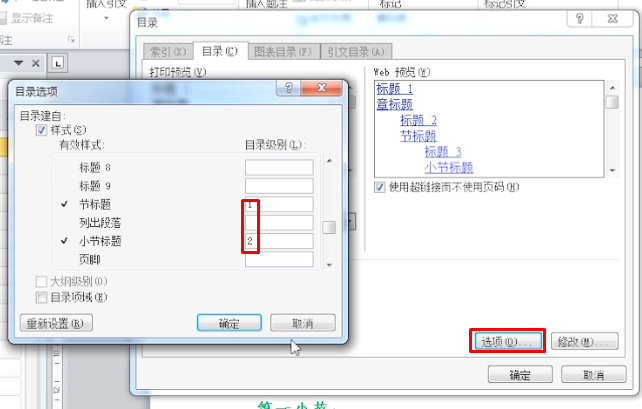 插入引文
插入题注
标记
标记引文
显示备注
注
目录
索引(X)
目录(C)
图表目录(F)
引文目录(A)
打印预览(V)
Web 预览(W)
标题 1
章标题
标题 2
节标题
标题 3
小节标题
使用超链接而不使用页码(H)
选项(O)...
修改(M)...
确定
取消
目录选项
目录建自:
样式(S)
有效样式:
目录级别(L):
标题 8
标题 9
节标题
1
列出段落
小节标题
2
页脚
大纲级别(O)
目录项域(E)
重新设置(R)
确定
取消
第一小节